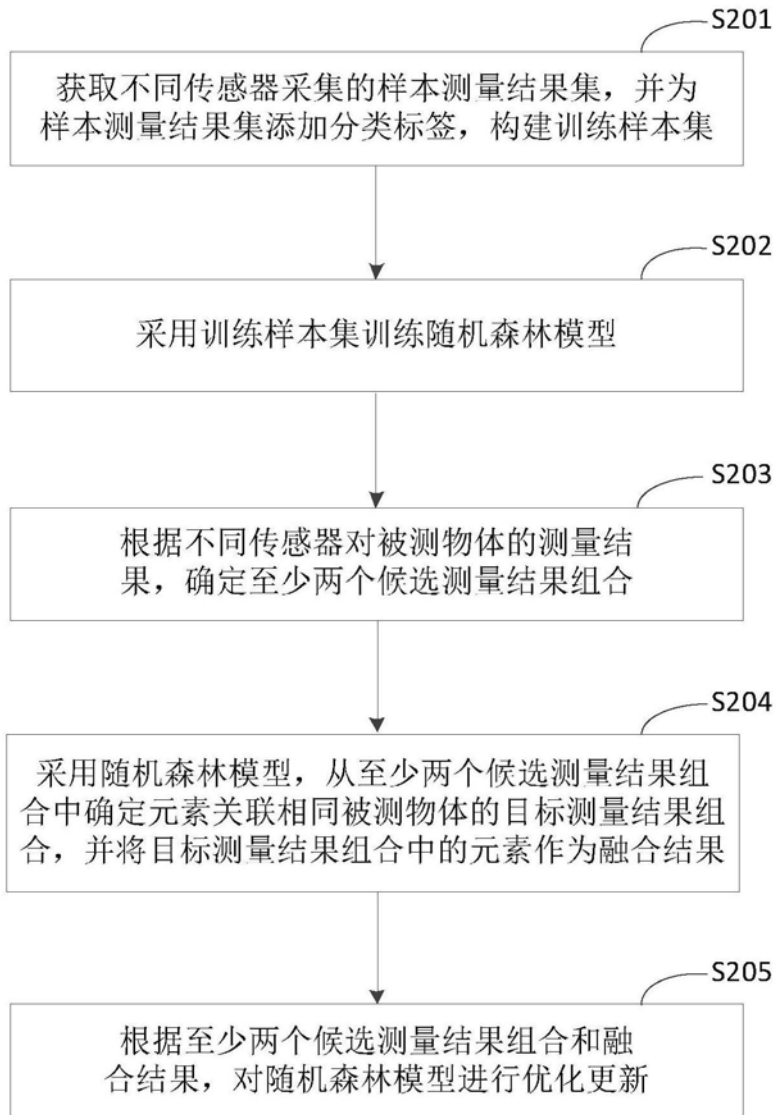 S201
获取不同传感器采集的样本测量结果集，并为
样本测量结果集添加分类标签，构建训练样本集
S202
采用训练样本集训练随机森林模型
S203
根据不同传感器对被测物体的测量结
果，确定至少两个候选测量结果组合
S204
采用随机森林模型，从至少两个候选测量结果组
合中确定元素关联相同被测物体的目标测量结果组
合，并将目标测量结果组合中的元素作为融合结果
S205
根据至少两个候选测量结果组合和融
合结果，对随机森林模型进行优化更新